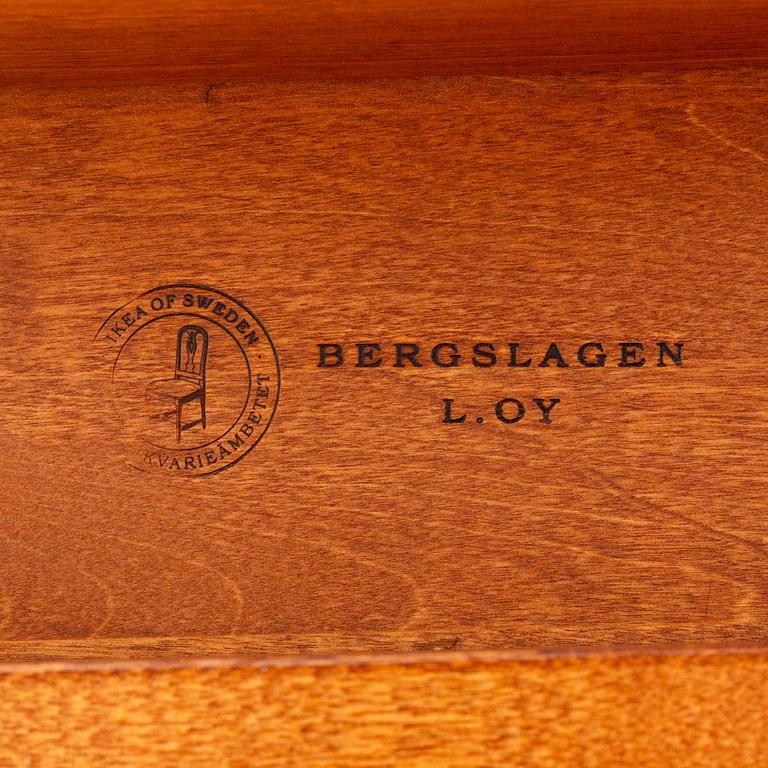 IKEA OF SWEDEN ·
KVARIEÄMBETET
BERGSLAGEN
L.OY